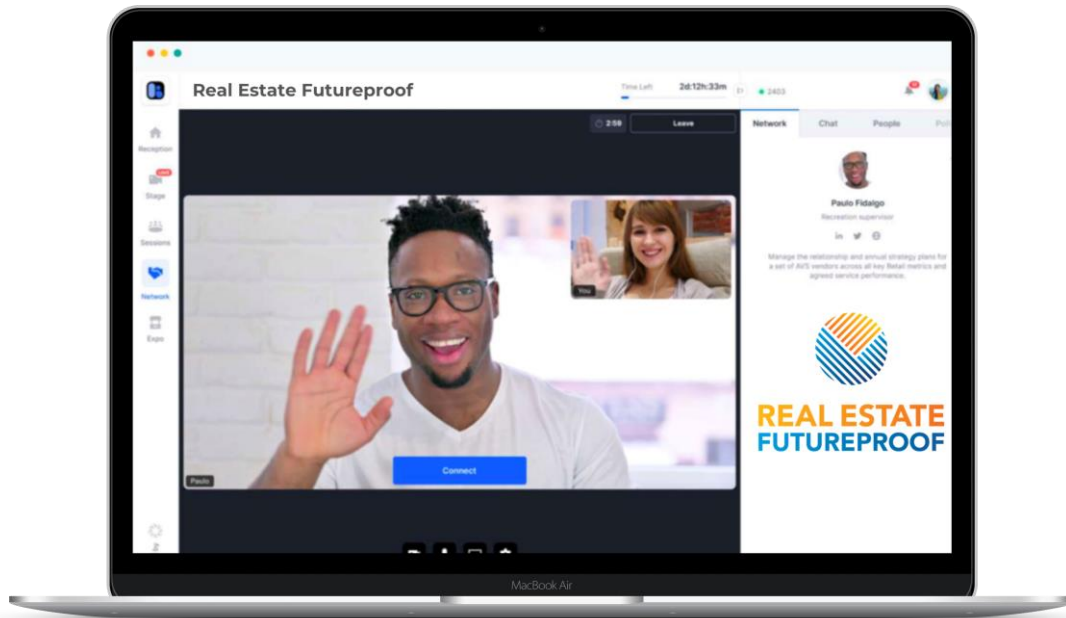 Real Estate Futureproof
Time Left 2d:12h:33m
2403
2:59
Leave
Network Chat People
Reception
LIVE
Stage
Sessions
Network
Expo
You
Connect
Paulo
Paulo Fidalgo
Recreation supervisor
in
Manage the relationship and annual strategy plans for
a set of AVS vendors across all key Retail metrics and
agreed service performance.
REAL ESTATE
FUTUREPROOF
MacBook Air